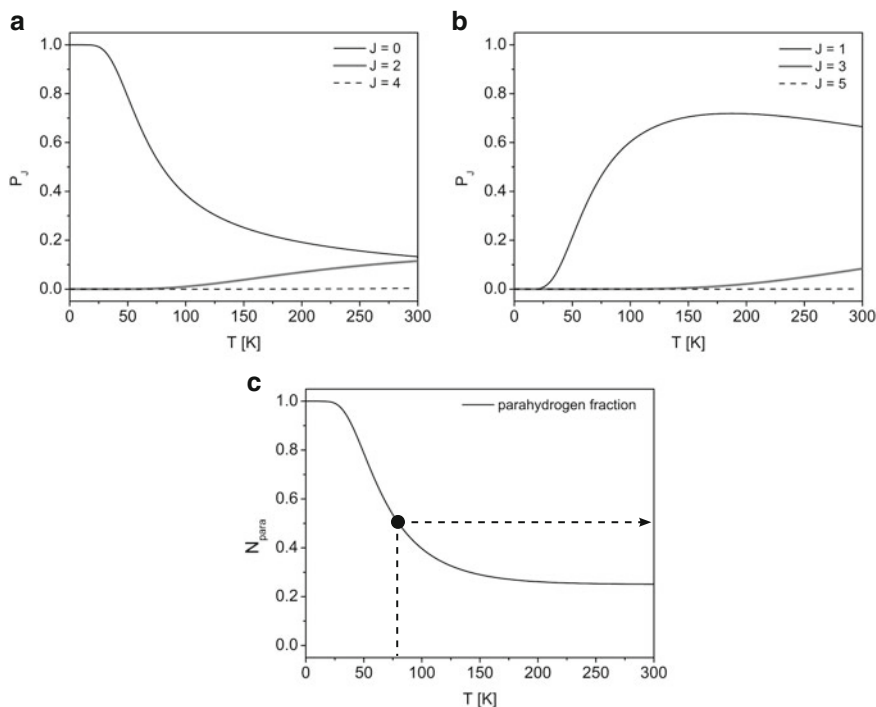 a
b
1.0
0.8
0.6
0.4
0.2
0.0
P_J
0 50 100 150 200 250 300
T [K]
J = 0
J = 2
J = 4
1.0
0.8
0.6
0.4
0.2
0.0
P_J
0 50 100 150 200 250 300
T [K]
J = 1
J = 3
J = 5
c
1.0
0.8
0.6
0.4
0.2
0.0
N_para
0 50 100 150 200 250 300
T [K]
parahydrogen fraction